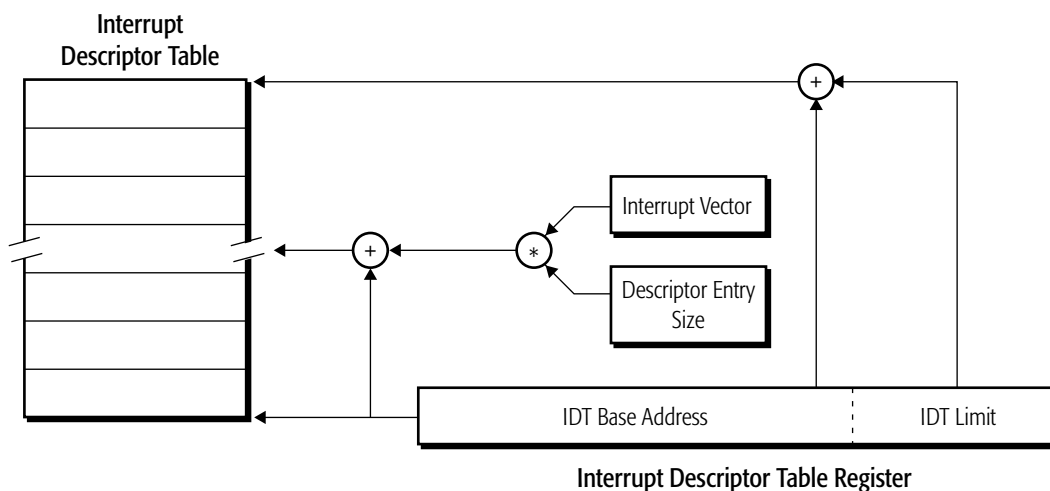 Interrupt
Descriptor Table
+
Interrupt Vector
+
*
Descriptor Entry
Size
IDT Base Address
IDT Limit
Interrupt Descriptor Table Register